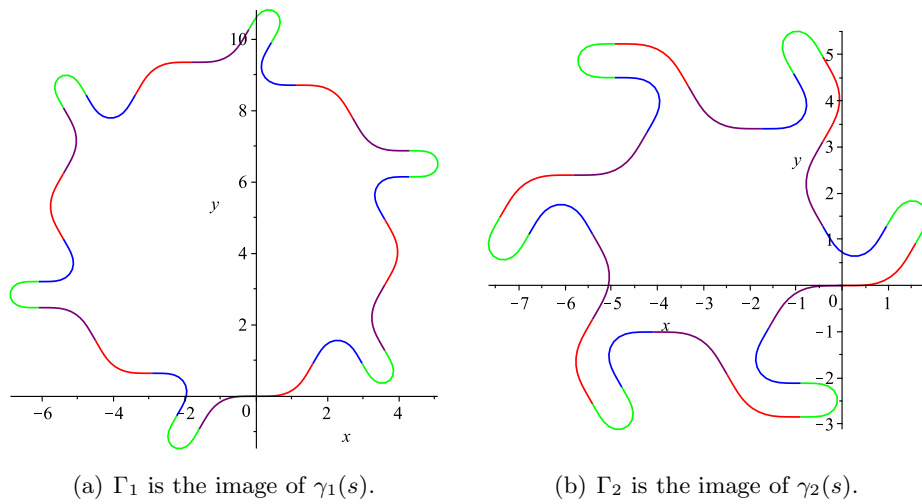 10
8
6
y
4
2
−6 −4 −2 0 2 4
x
5
4
3
y
2
1
−7 −6 −5 −4 −3 −2 −1 0 1
x
−1
−2
−3
(a) Γ₁ is the image of γ₁(s).
(b) Γ₂ is the image of γ₂(s).